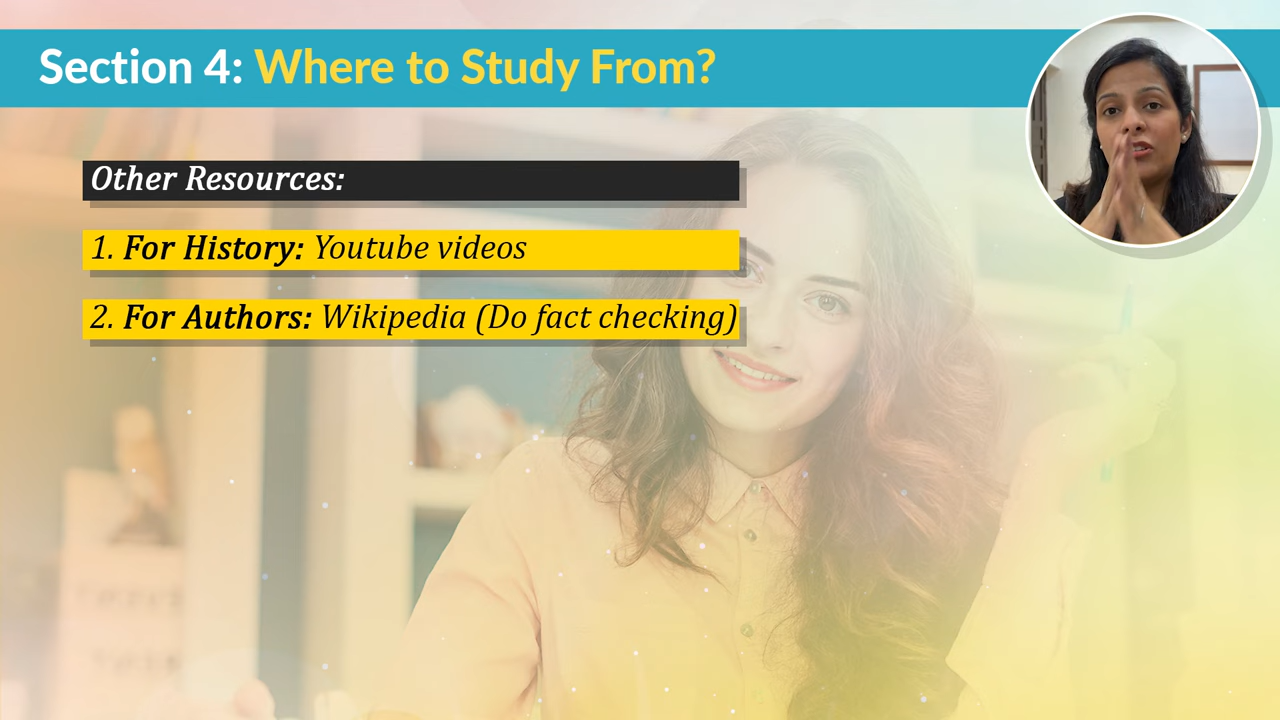 Section 4: Where to Study From?
Other Resources:
1. For History: Youtube videos
2. For Authors: Wikipedia (Do fact checking)